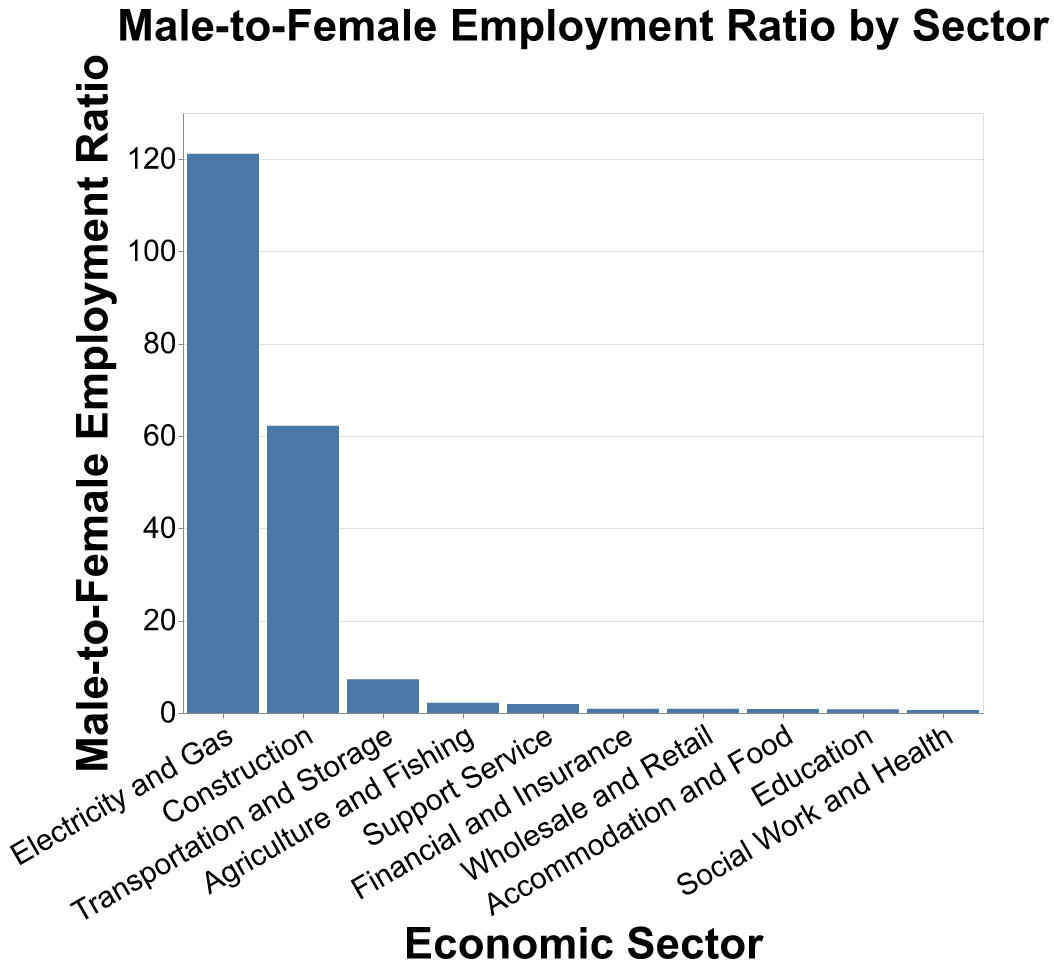 Male-to-Female Employment Ratio by Sector
Male-to-Female Employment Ratio
120
100
80
60
40
20
0
Electricity and Gas
Construction
Transportation and Storage
Agriculture and Fishing
Support Service
Financial and Insurance
Wholesale and Retail
Accommodation and Food
Education
Social Work and Health
Economic Sector